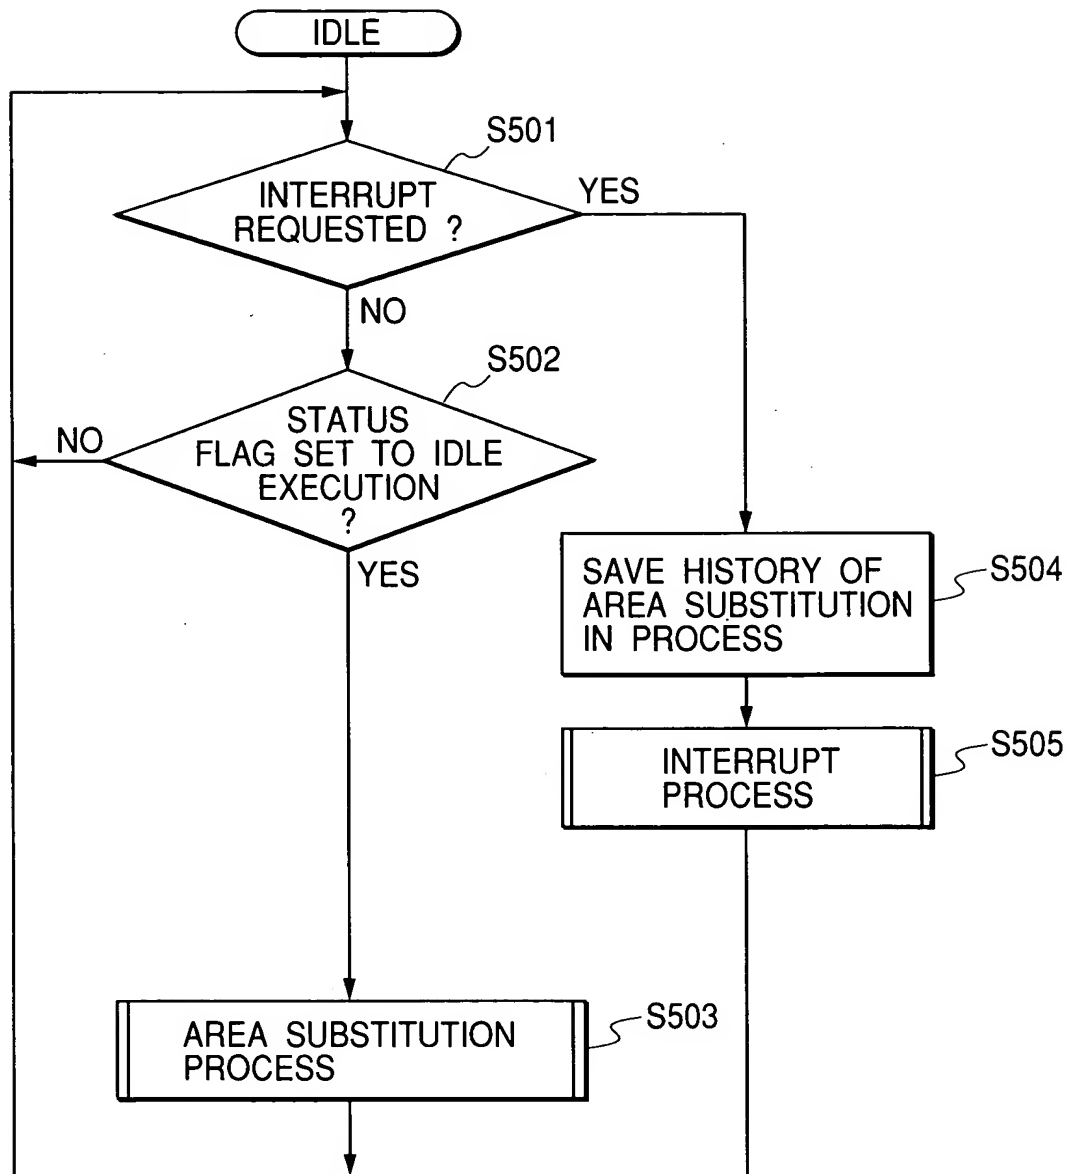 IDLE
S501
INTERRUPT
REQUESTED ?
YES
NO
S502
STATUS
FLAG SET TO IDLE
EXECUTION
?
NO
YES
SAVE HISTORY OF
AREA SUBSTITUTION
IN PROCESS
S504
INTERRUPT
PROCESS
S505
AREA SUBSTITUTION
PROCESS
S503